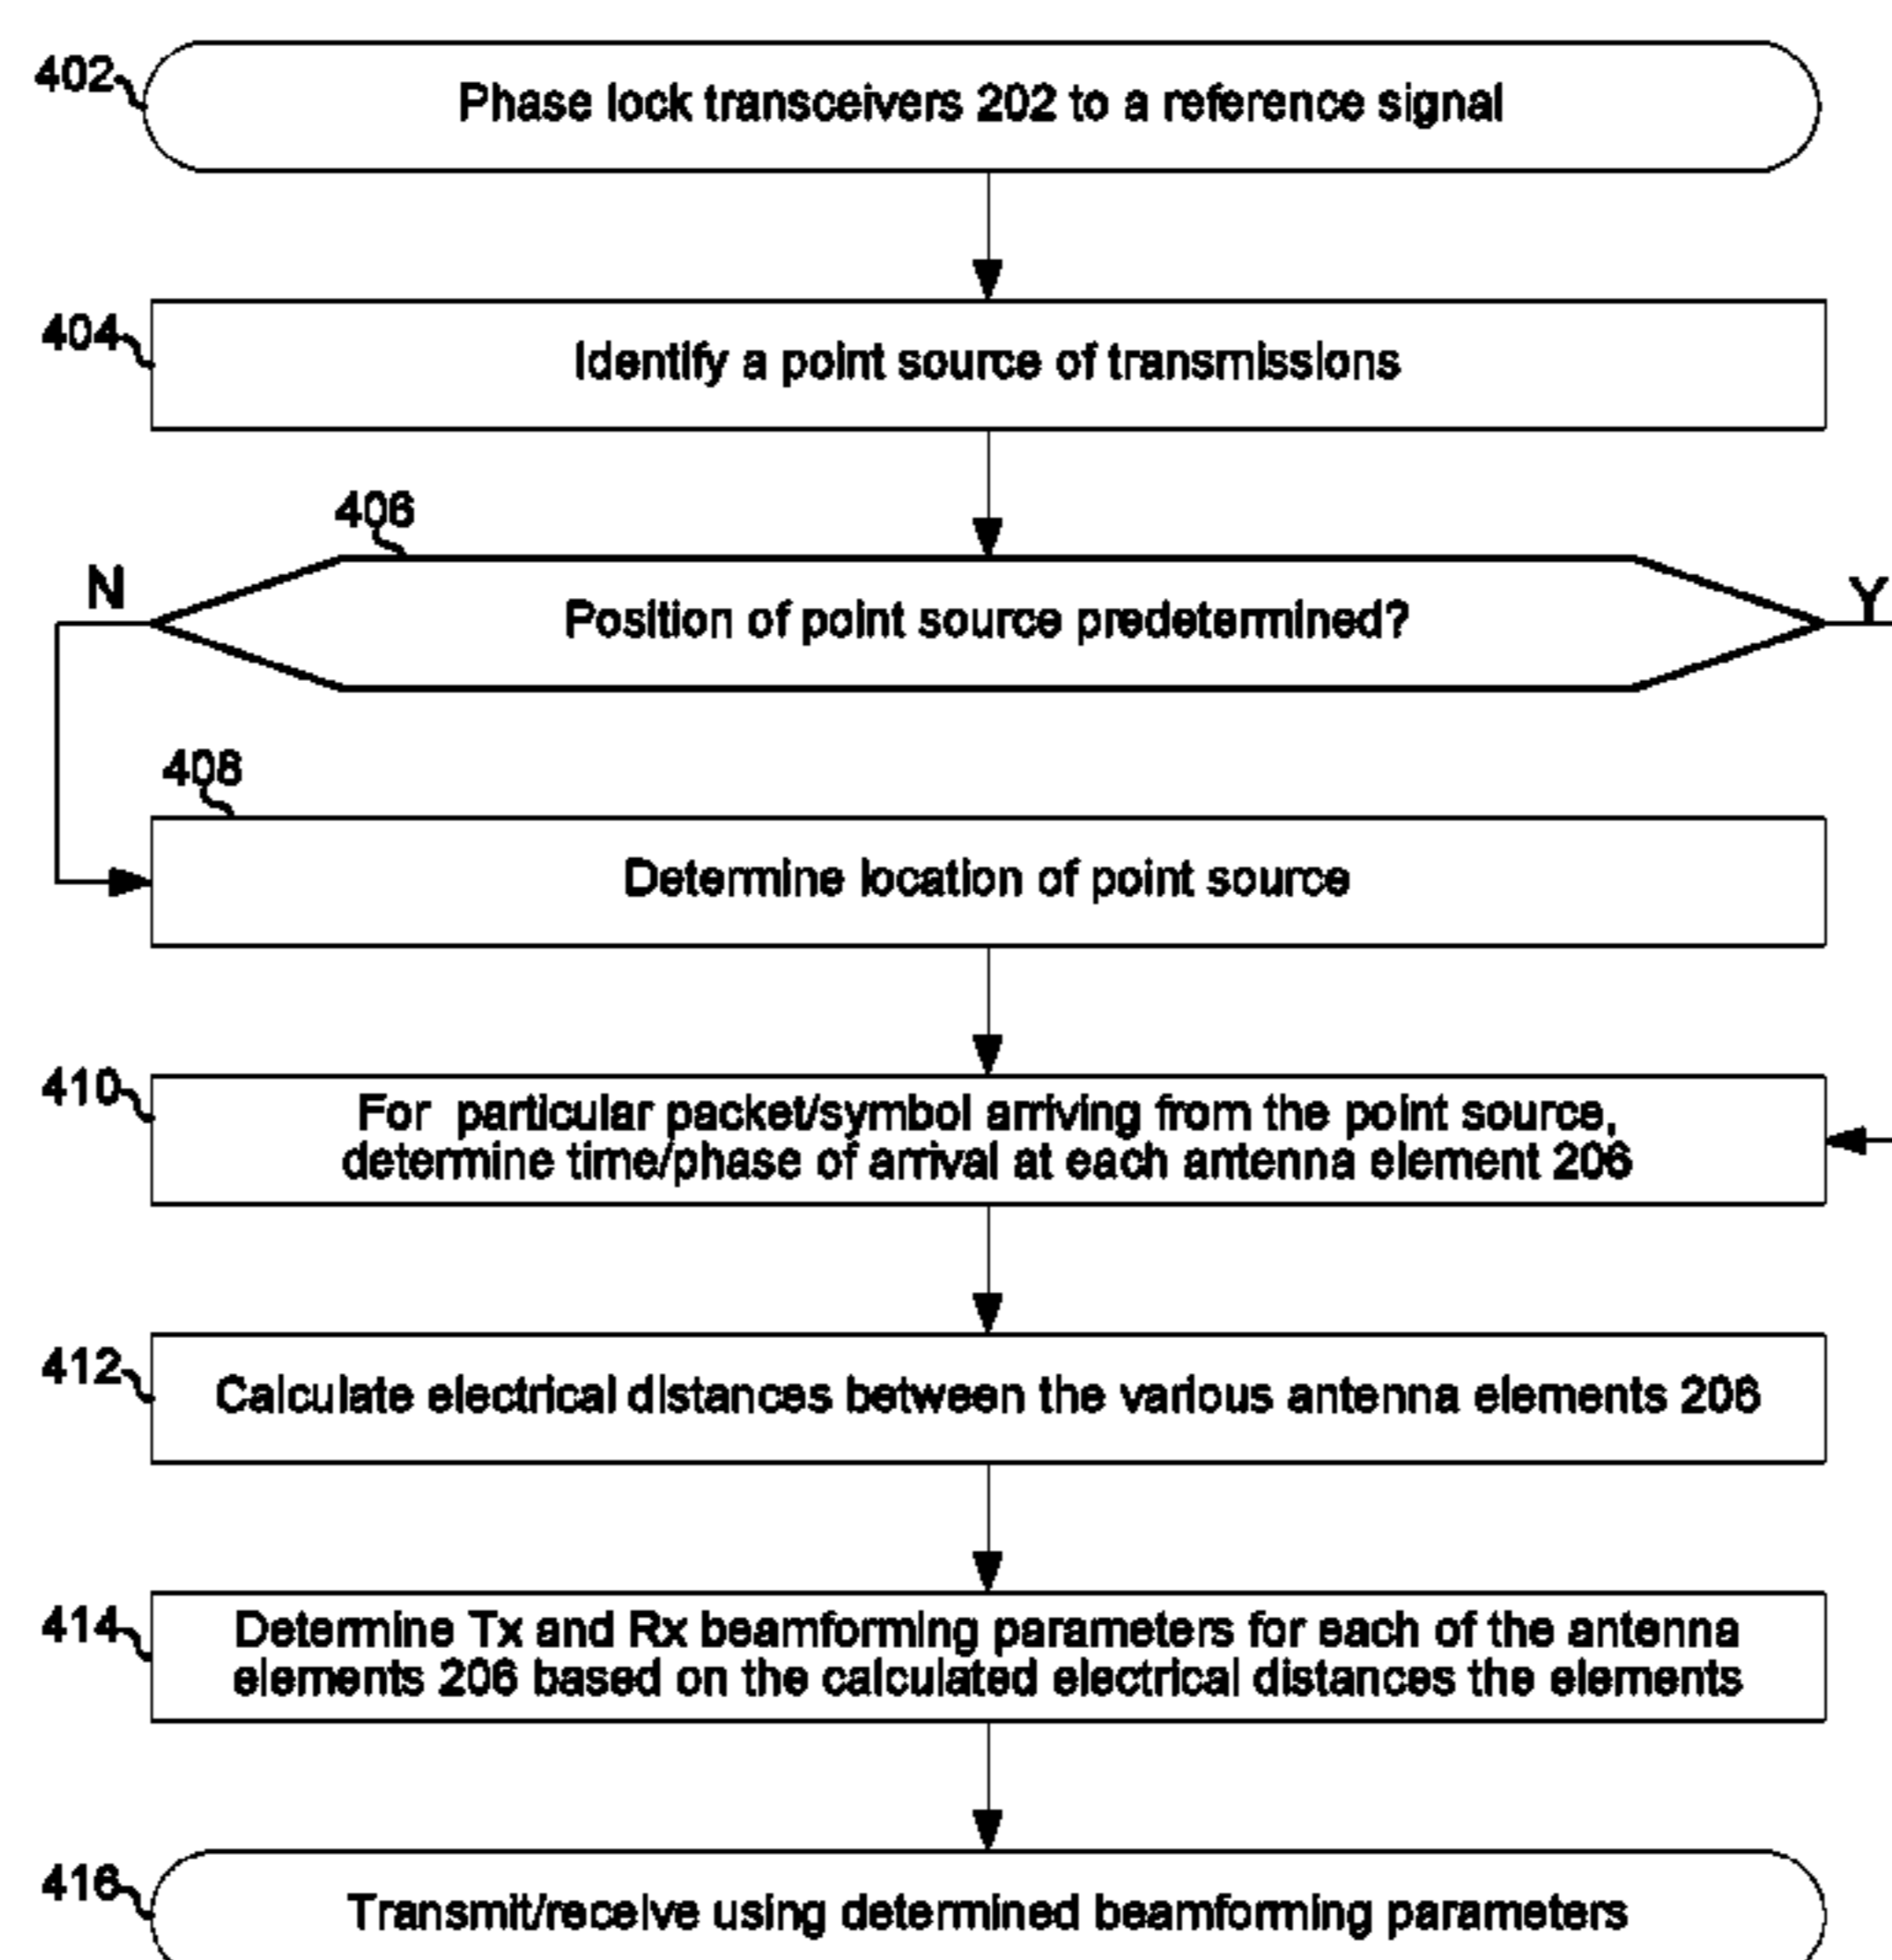 402
Phase lock transceivers 202 to a reference signal
404
Identify a point source of transmissions
406
N
Position of point source predetermined?
Y
408
Determine location of point source
410
For particular packet/symbol arriving from the point source,
determine time/phase of arrival at each antenna element 206
412
Calculate electrical distances between the various antenna elements 206
414
Determine Tx and Rx beamforming parameters for each of the antenna
elements 206 based on the calculated electrical distances the elements
416
Transmit/receive using determined beamforming parameters